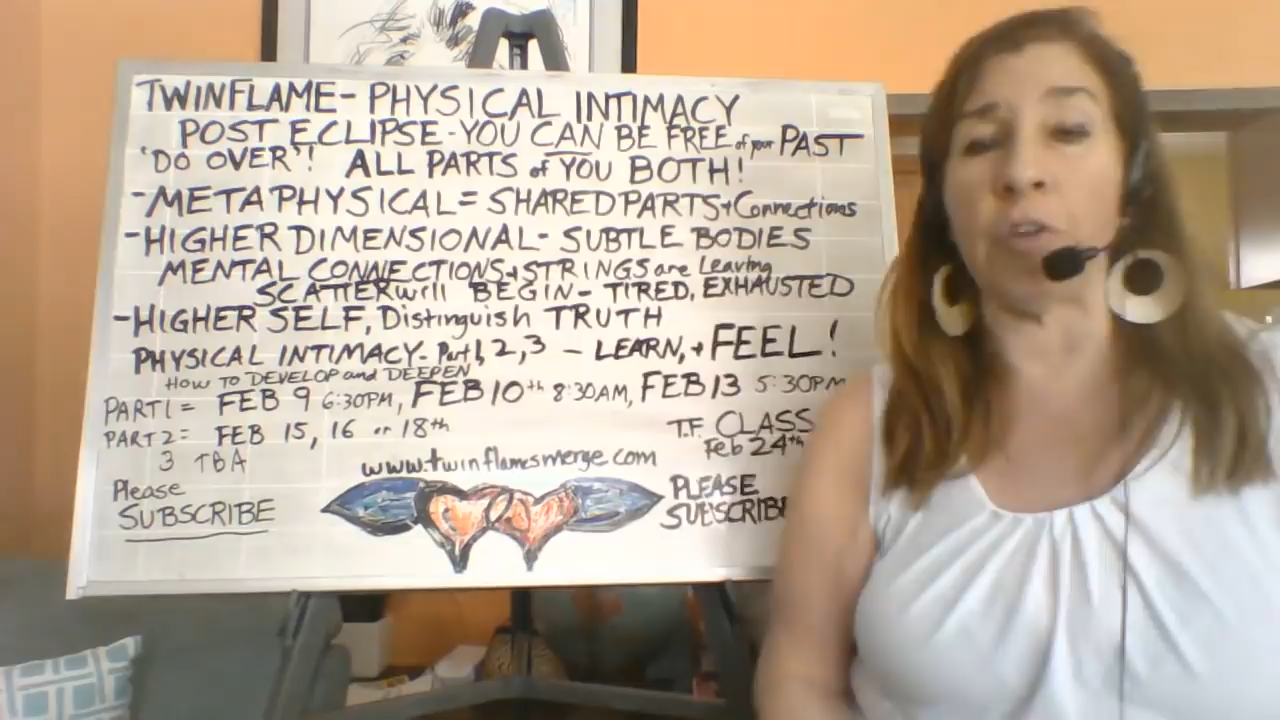 TWINFLAME- PHYSICAL INTIMACY
POST ECLIPSE-YOU CAN BE FREE of your PAST
'DO OVER'! ALL PARTS of YOU BOTH!
-METAPHYSICAL= SHARED PARTS + Connections
-HIGHER DIMENSIONAL- SUBTLE BODIES
MENTAL CONNECTIONS + STRINGS are Leaving
SCATTER will BEGIN- TIRED, EXHAUSTED
-HIGHER SELF, Distinguish TRUTH
PHYSICAL INTIMACY- Part 1, 2, 3 - LEARN, + FEEL!
HOW TO DEVELOP and DEEPEN
PART 1= FEB 9 6:30PM, FEB 10th 8:30AM, FEB 13 5:30PM
PART 2= FEB 15, 16 or 18th
3 TBA
T.F. CLASS
Feb 24th
www.twinflamesmerge.com
Please
SUBSCRIBE
PLEASE
SUBSCRIBE